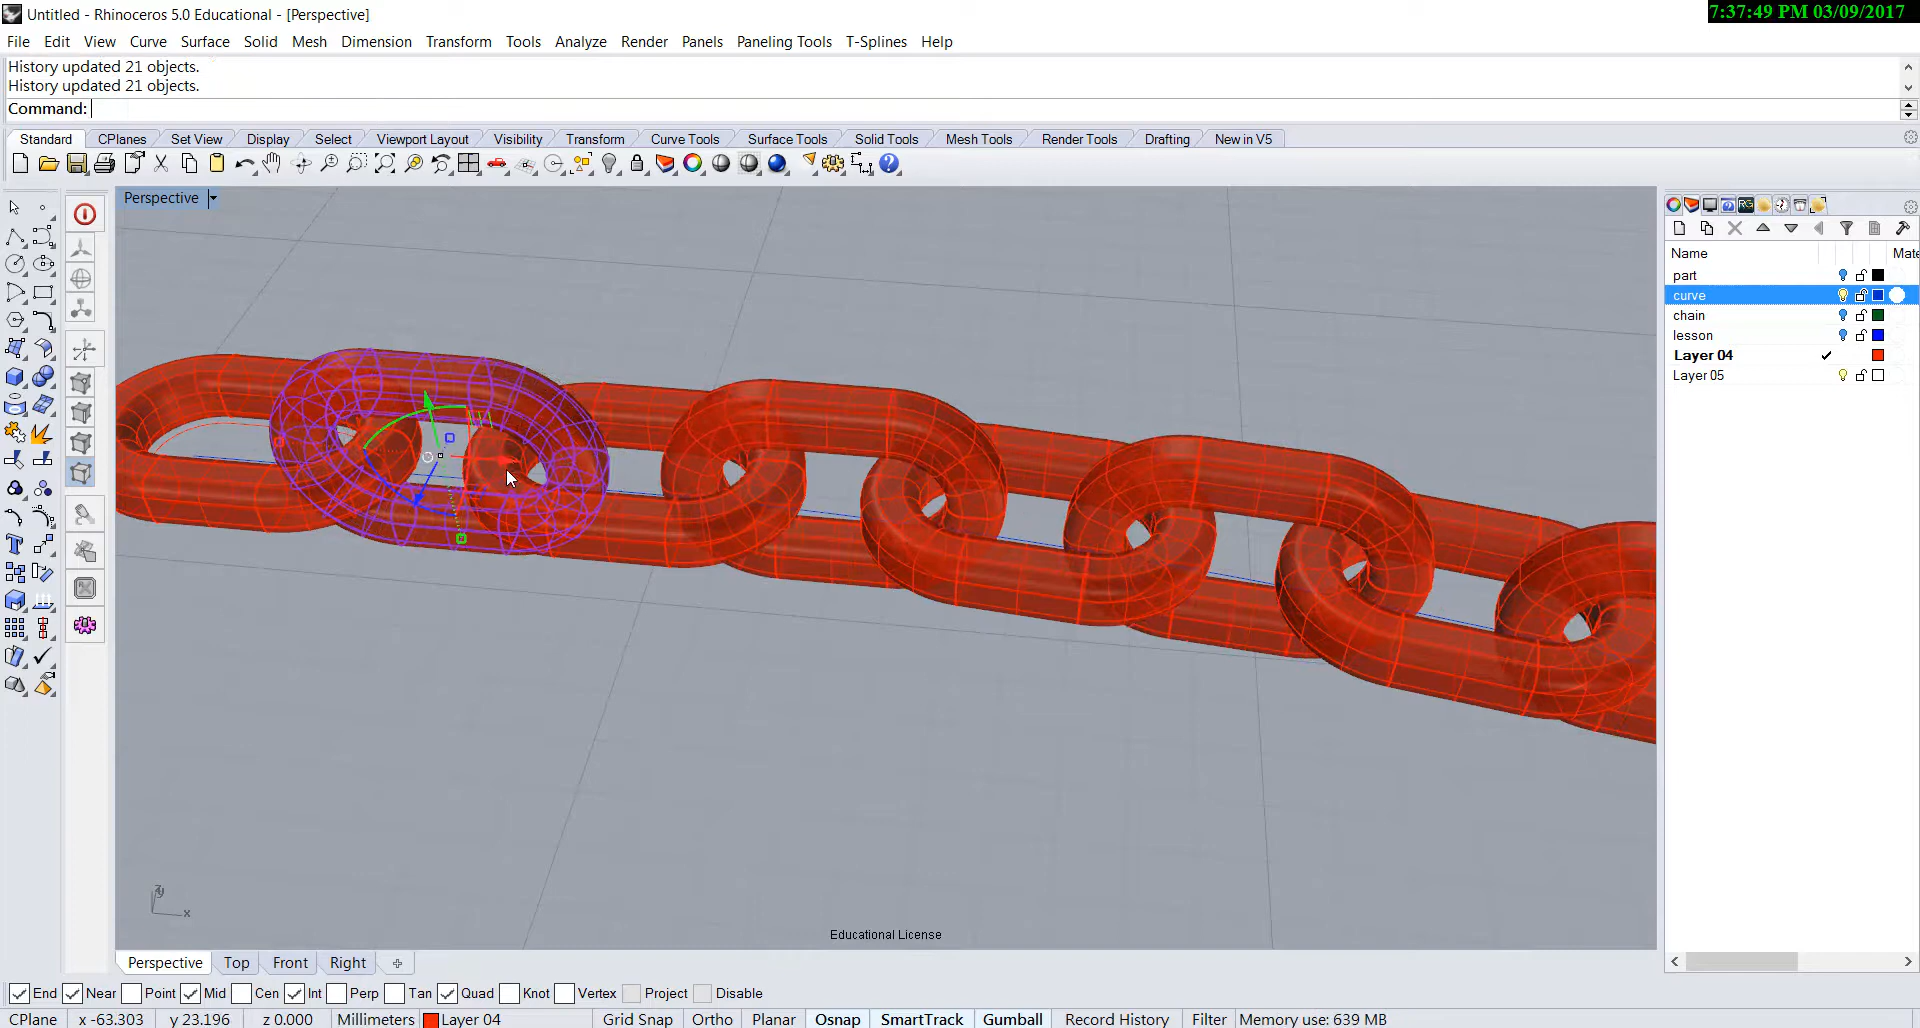 Untitled - Rhinoceros 5.0 Educational - [Perspective]
7:37:49 PM 03/09/2017
File Edit View Curve Surface Solid Mesh Dimension Transform Tools Analyze Render Panels Paneling Tools T-Splines Help
History updated 21 objects.
History updated 21 objects.
Command:
Standard CPlanes Set View Display Select Viewport Layout Visibility Transform Curve Tools Surface Tools Solid Tools Mesh Tools Render Tools Drafting New in V5
Perspective
Name Mate
part
curve
chain
lesson
Layer 04
Layer 05
x
Educational License
Perspective Top Front Right
End Near Point Mid Cen Int Perp Tan Quad Knot Vertex Project Disable
CPlane x -63.303 y 23.196 z 0.000 Millimeters Layer 04 Grid Snap Ortho Planar Osnap SmartTrack Gumball Record History Filter Memory use: 639 MB